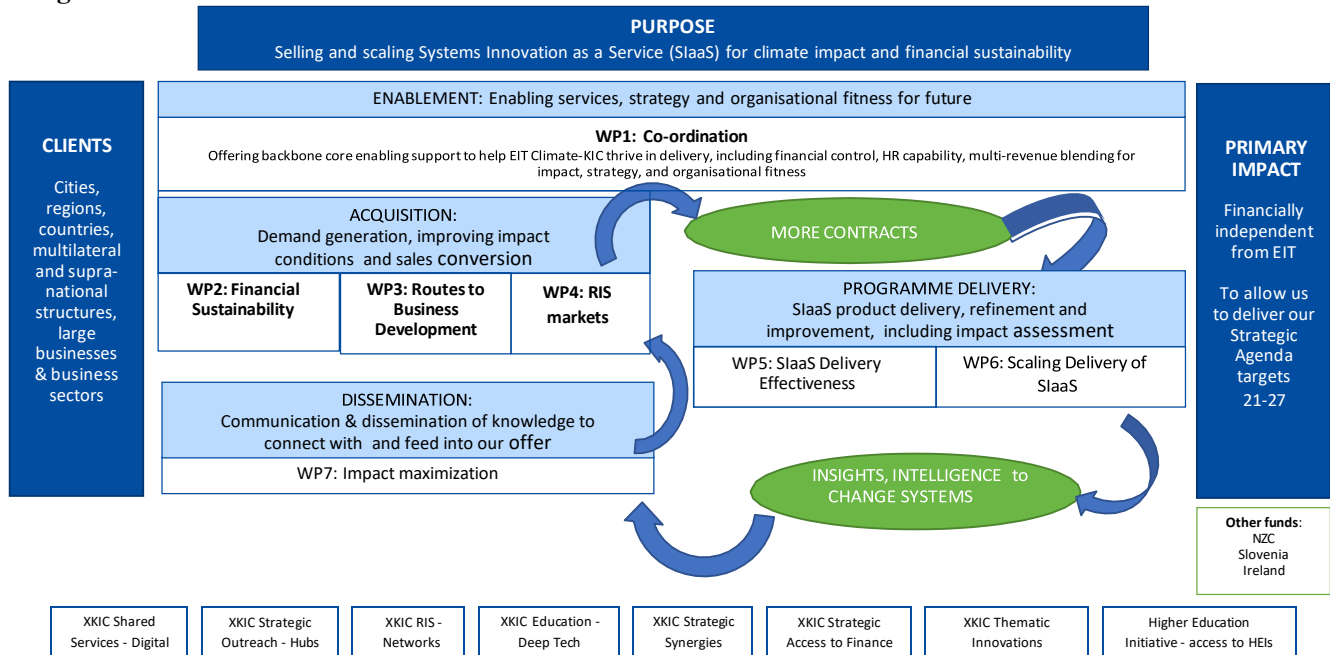 PURPOSE
Selling and scaling Systems Innovation as a Service (SIaaS) for climate impact and financial sustainability
CLIENTS
Cities,
regions,
countries,
multilateral
and supra-
national
structures,
large
businesses
& business
sectors
ENABLEMENT: Enabling services, strategy and organisational fitness for future
WP1: Co-ordination
Offering backbone core enabling support to help EIT Climate-KIC thrive in delivery, including financial control, HR capability, multi-revenue blending for
impact, strategy, and organisational fitness
ACQUISITION:
Demand generation, improving impact
conditions and sales conversion
WP2: Financial
Sustainability
WP3: Routes to
Business
Development
WP4: RIS
markets
MORE CONTRACTS
PROGRAMME DELIVERY:
SIaaS product delivery, refinement and
improvement, including impact assessment
WP5: SIaaS Delivery
Effectiveness
WP6: Scaling Delivery of
SIaaS
DISSEMINATION:
Communication & dissemination of knowledge to
connect with and feed into our offer
WP7: Impact maximization
INSIGHTS, INTELLIGENCE to
CHANGE SYSTEMS
PRIMARY
IMPACT
Financially
independent
from EIT
To allow us
to deliver our
Strategic
Agenda
targets
21-27
Other funds:
NZC
Slovenia
Ireland
XKIC Shared
Services - Digital
XKIC Strategic
Outreach - Hubs
XKIC RIS -
Networks
XKIC Education -
Deep Tech
XKIC Strategic
Synergies
XKIC Strategic
Access to Finance
XKIC Thematic
Innovations
Higher Education
Initiative - access to HEIs